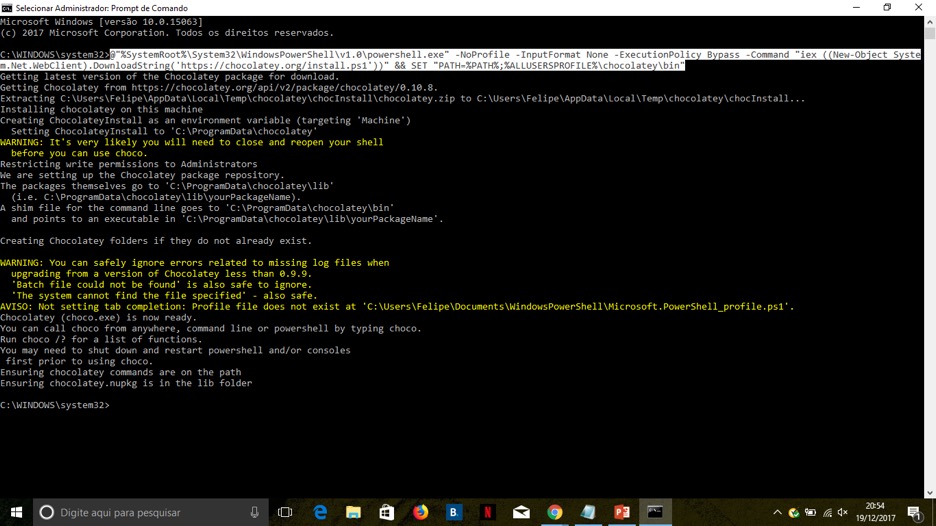 Selecionar Administrador: Prompt de Comando
Microsoft Windows [versão 10.0.15063]
(c) 2017 Microsoft Corporation. Todos os direitos reservados.
C:\WINDOWS\system32>@"%SystemRoot%\System32\WindowsPowerShell\v1.0\powershell.exe" -NoProfile -InputFormat None -ExecutionPolicy Bypass -Command "iex ((New-Object Syste
m.Net.WebClient).DownloadString('https://chocolatey.org/install.ps1'))" && SET "PATH=%PATH%;%ALLUSERSPROFILE%\chocolatey\bin"
Getting latest version of the Chocolatey package for download.
Getting Chocolatey from https://chocolatey.org/api/v2/package/chocolatey/0.10.8.
Extracting C:\Users\Felipe\AppData\Local\Temp\chocolatey\chocInstall\chocolatey.zip to C:\Users\Felipe\AppData\Local\Temp\chocolatey\chocInstall...
Installing chocolatey on this machine
Creating ChocolateyInstall as an environment variable (targeting 'Machine')
Setting ChocolateyInstall to 'C:\ProgramData\chocolatey'
WARNING: It's very likely you will need to close and reopen your shell
before you can use choco.
Restricting write permissions to Administrators
We are setting up the Chocolatey package repository.
The packages themselves go to 'C:\ProgramData\chocolatey\lib'
(i.e. C:\ProgramData\chocolatey\lib\yourPackageName).
A shim file for the command line goes to 'C:\ProgramData\chocolatey\bin'
and points to an executable in 'C:\ProgramData\chocolatey\lib\yourPackageName'.
Creating Chocolatey folders if they do not already exist.
WARNING: You can safely ignore errors related to missing log files when
upgrading from a version of Chocolatey less than 0.9.9.
'Batch file could not be found' is also safe to ignore.
'The system cannot find the file specified' - also safe.
AVISO: Not setting tab completion: Profile file does not exist at 'C:\Users\Felipe\Documents\WindowsPowerShell\Microsoft.PowerShell_profile.ps1'.
Chocolatey (choco.exe) is now ready.
You can call choco from anywhere, command line or powershell by typing choco.
Run choco /? for a list of functions.
You may need to shut down and restart powershell and/or consoles
first prior to using choco.
Ensuring chocolatey commands are on the path
Ensuring chocolatey.nupkg is in the lib folder
C:\WINDOWS\system32>
Digite aqui para pesquisar
B.
N
20:54
19/12/2017
1